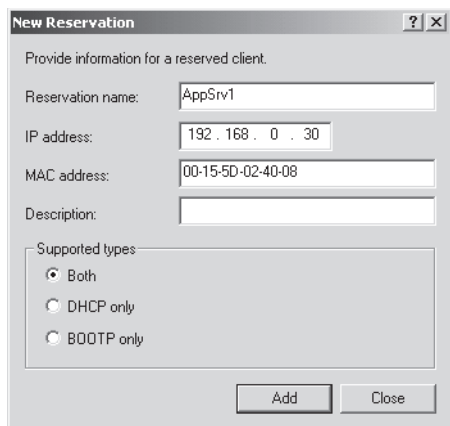 New Reservation
Provide information for a reserved client.
Reservation name: AppSrv1
IP address: 192 . 168 . 0 . 30
MAC address: 00-15-5D-02-40-08
Description:
Supported types
Both
DHCP only
BOOTP only
Add Close